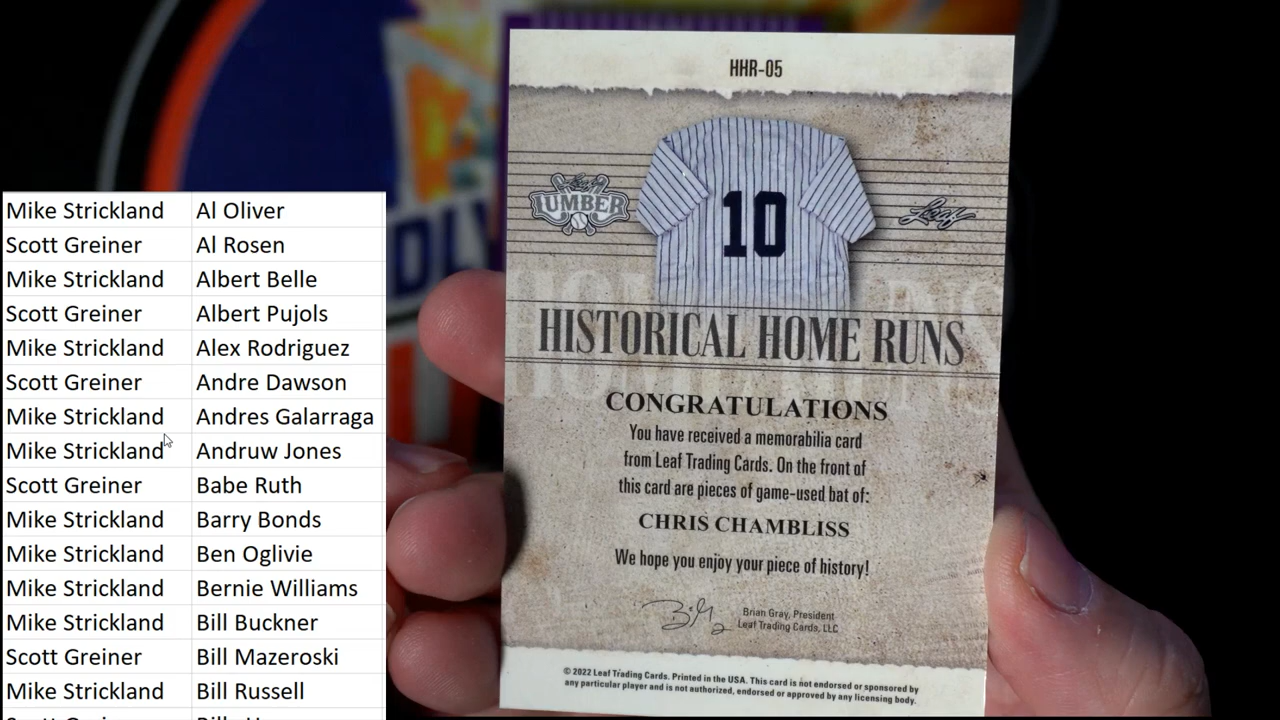 Mike Strickland Al Oliver
Scott Greiner Al Rosen
Mike Strickland Albert Belle
Scott Greiner Albert Pujols
Mike Strickland Alex Rodriguez
Scott Greiner Andre Dawson
Mike Strickland Andres Galarraga
Mike Strickland Andruw Jones
Scott Greiner Babe Ruth
Mike Strickland Barry Bonds
Mike Strickland Ben Oglivie
Mike Strickland Bernie Williams
Mike Strickland Bill Buckner
Scott Greiner Bill Mazeroski
Mike Strickland Bill Russell
HHR-05
Leaf
LUMBER
10
Leaf
HISTORICAL HOME RUNS
CONGRATULATIONS
You have received a memorabilia card
from Leaf Trading Cards. On the front of
this card are pieces of game-used bat of:
CHRIS CHAMBLISS
We hope you enjoy your piece of history!
Brian Gray, President
Leaf Trading Cards, LLC
© 2022 Leaf Trading Cards. Printed in the USA. This card is not endorsed or sponsored by
any particular player and is not authorized, endorsed or approved by any licensing body.